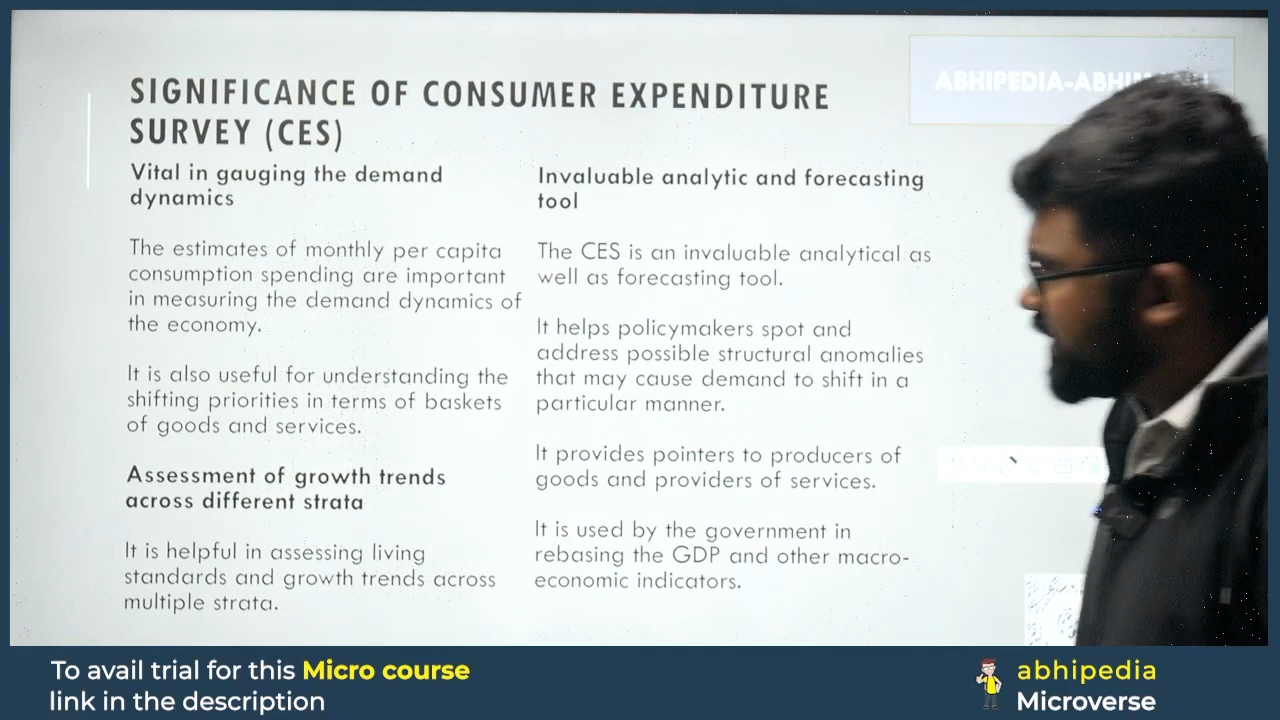 ABHIPEDIA-ABHIM
SIGNIFICANCE OF CONSUMER EXPENDITURE
SURVEY (CES)
Vital in gauging the demand
dynamics
The estimates of monthly per capita
consumption spending are important
in measuring the demand dynamics of
the economy.
It is also useful for understanding the
shifting priorities in terms of baskets
of goods and services.
Assessment of growth trends
across different strata
It is helpful in assessing living
standards and growth trends across
multiple strata.
Invaluable analytic and forecasting
tool
The CES is an invaluable analytical as
well as forecasting tool.
It helps policymakers spot and
address possible structural anomalies
that may cause demand to shift in a
particular manner.
It provides pointers to producers of
goods and providers of services.
It is used by the government in
rebasing the GDP and other macro-
economic indicators.
To avail trial for this Micro course
link in the description
abhipedia
Microverse